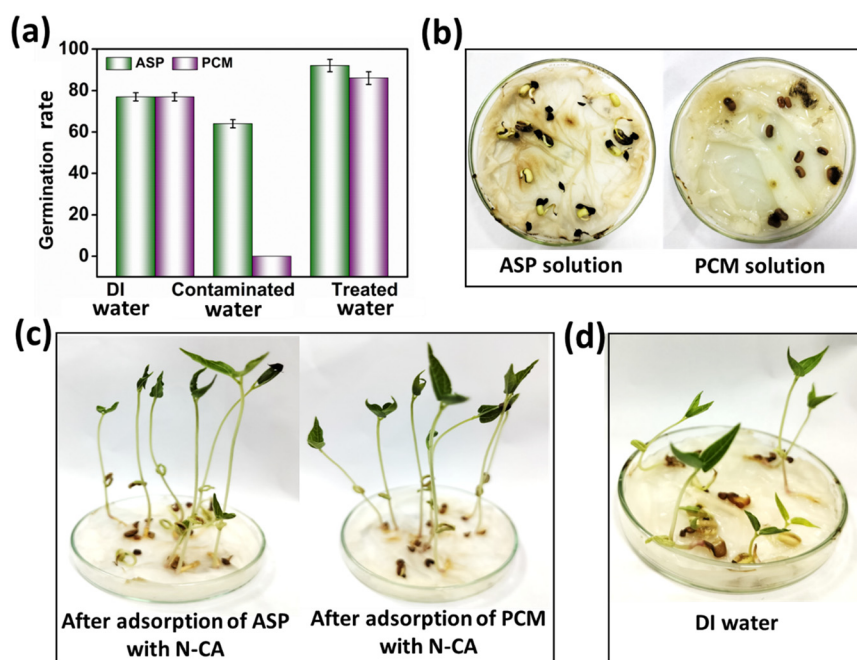 (a)
100
80
60
40
20
0
Germination rate
ASP PCM
DI water
Contaminated water
Treated water
(b)
ASP solution
PCM solution
(c)
After adsorption of ASP
with N-CA
After adsorption of PCM
with N-CA
(d)
DI water